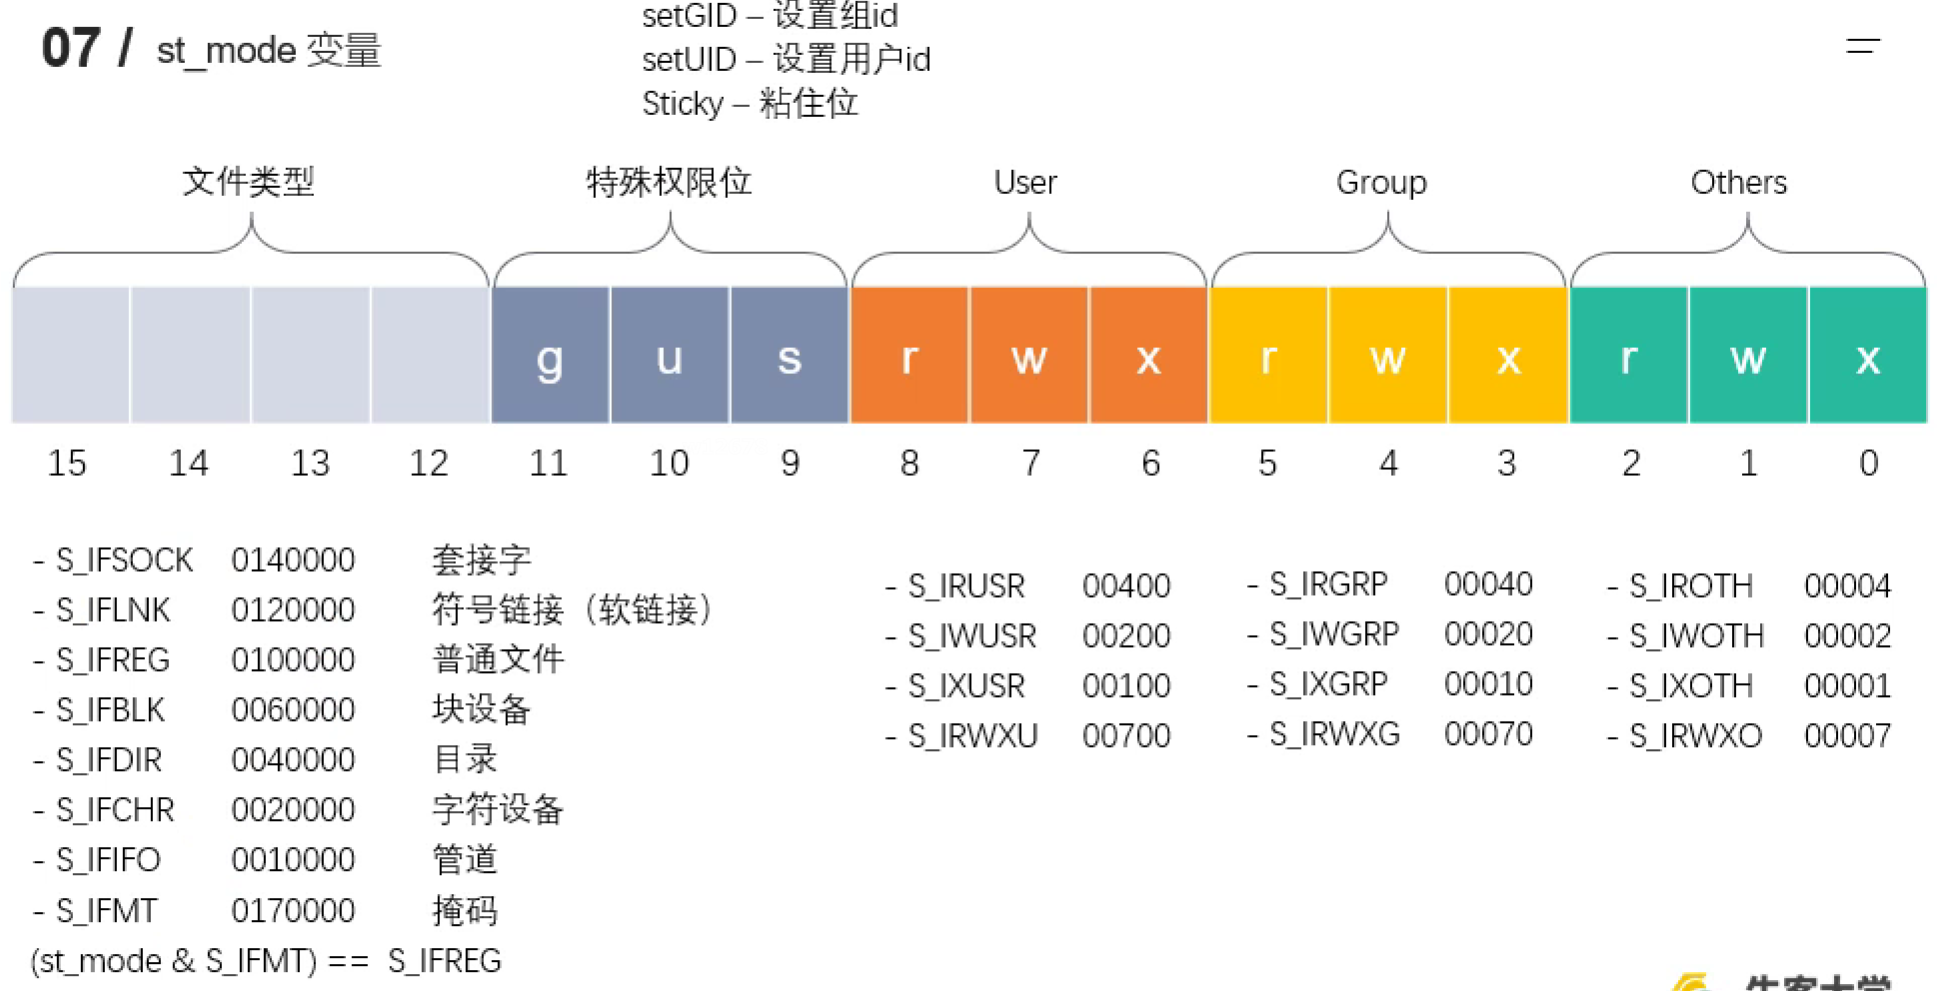 setGID – 设置组id
07 / st_mode 变量
setUID – 设置用户id
Sticky – 粘住位
文件类型 特殊权限位 User Group Others
g u s r w x r w x r w x
15 14 13 12 11 10 9 8 7 6 5 4 3 2 1 0
- S_IFSOCK 0140000 套接字
- S_IFLNK 0120000 符号链接（软链接）
- S_IFREG 0100000 普通文件
- S_IFBLK 0060000 块设备
- S_IFDIR 0040000 目录
- S_IFCHR 0020000 字符设备
- S_IFIFO 0010000 管道
- S_IFMT 0170000 掩码
(st_mode & S_IFMT) == S_IFREG
- S_IRUSR 00400
- S_IWUSR 00200
- S_IXUSR 00100
- S_IRWXU 00700
- S_IRGRP 00040
- S_IWGRP 00020
- S_IXGRP 00010
- S_IRWXG 00070
- S_IROTH 00004
- S_IWOTH 00002
- S_IXOTH 00001
- S_IRWXO 00007
牛客大学